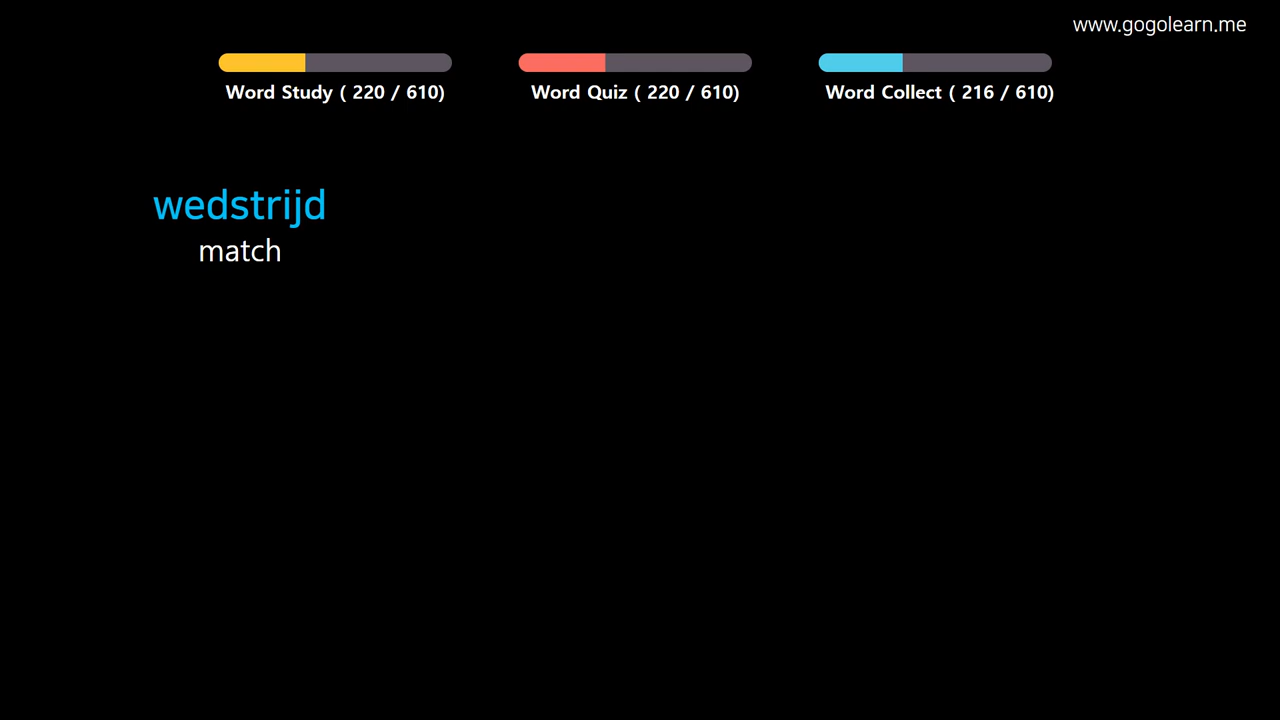 www.gogolearn.me
Word Study ( 220 / 610)
Word Quiz ( 220 / 610)
Word Collect ( 216 / 610)
wedstrijd
match